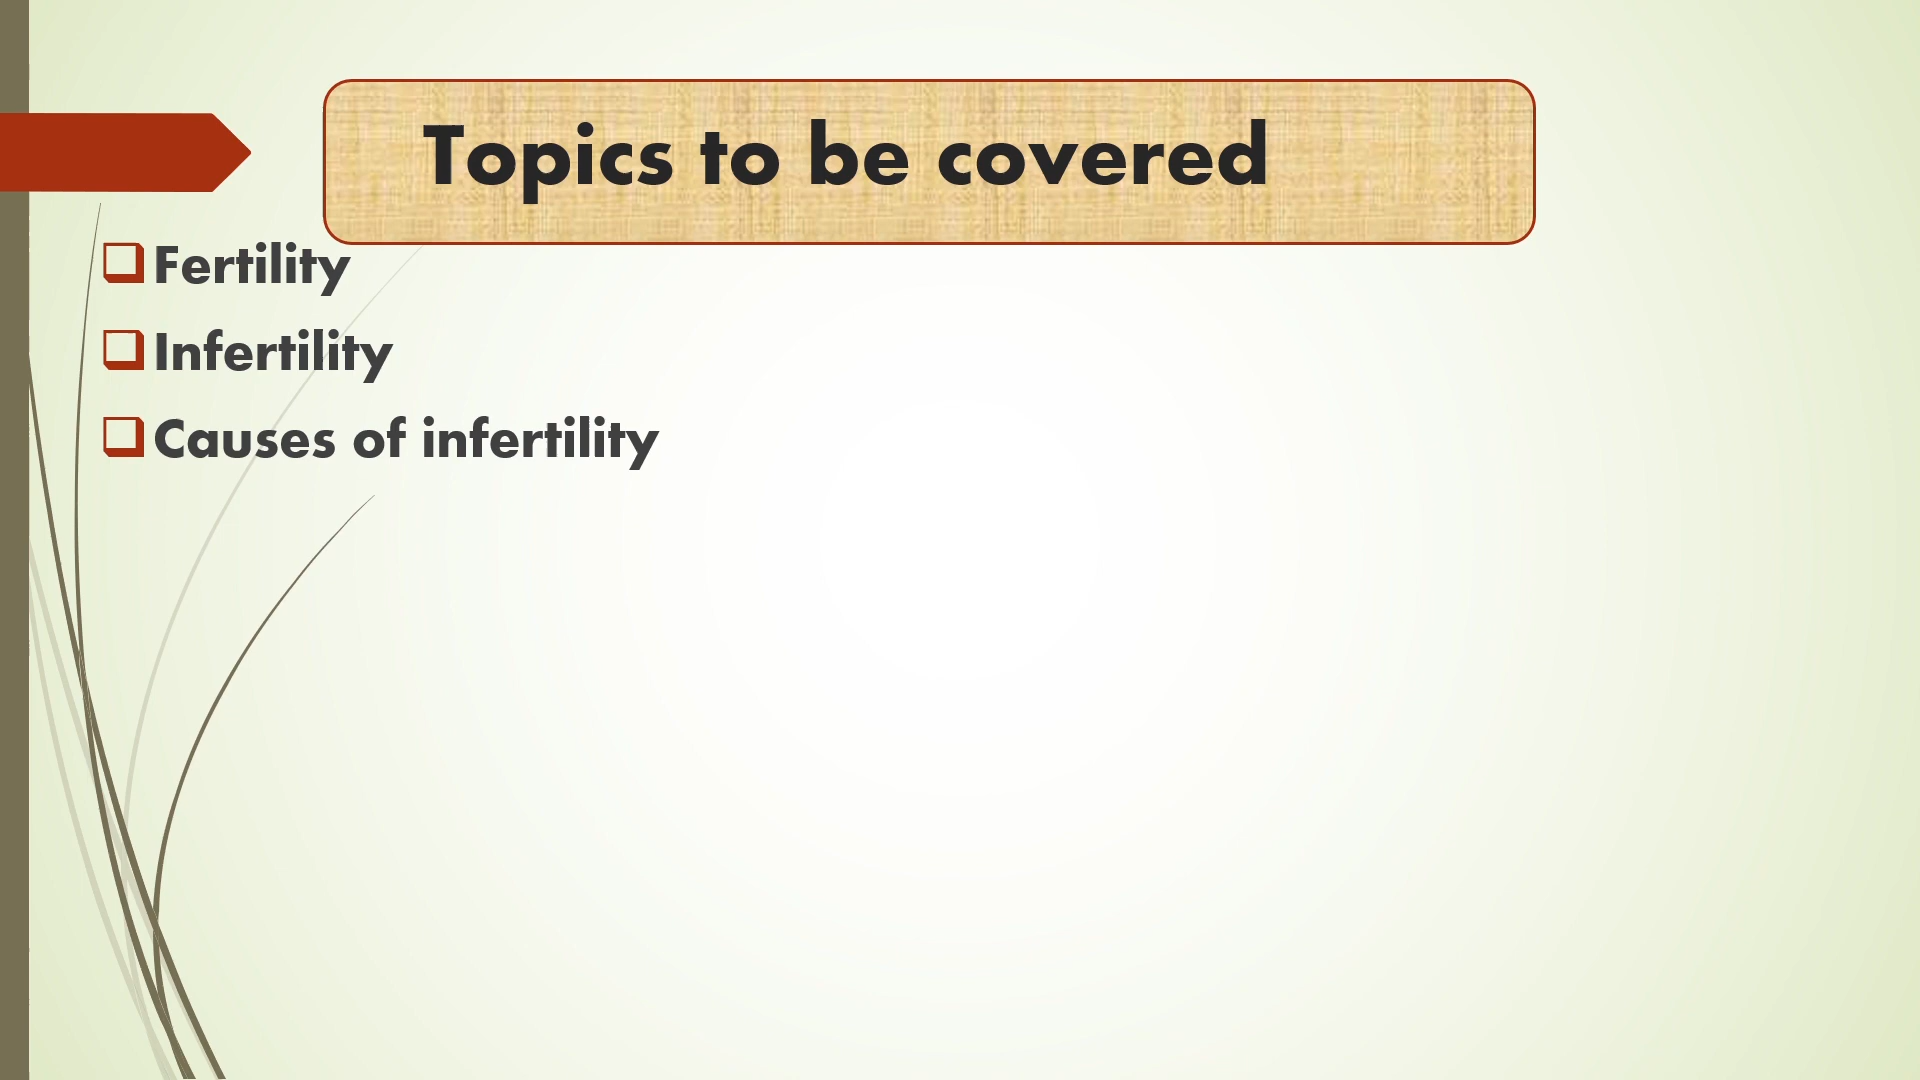 Topics to be covered
Fertility
Infertility
Causes of infertility